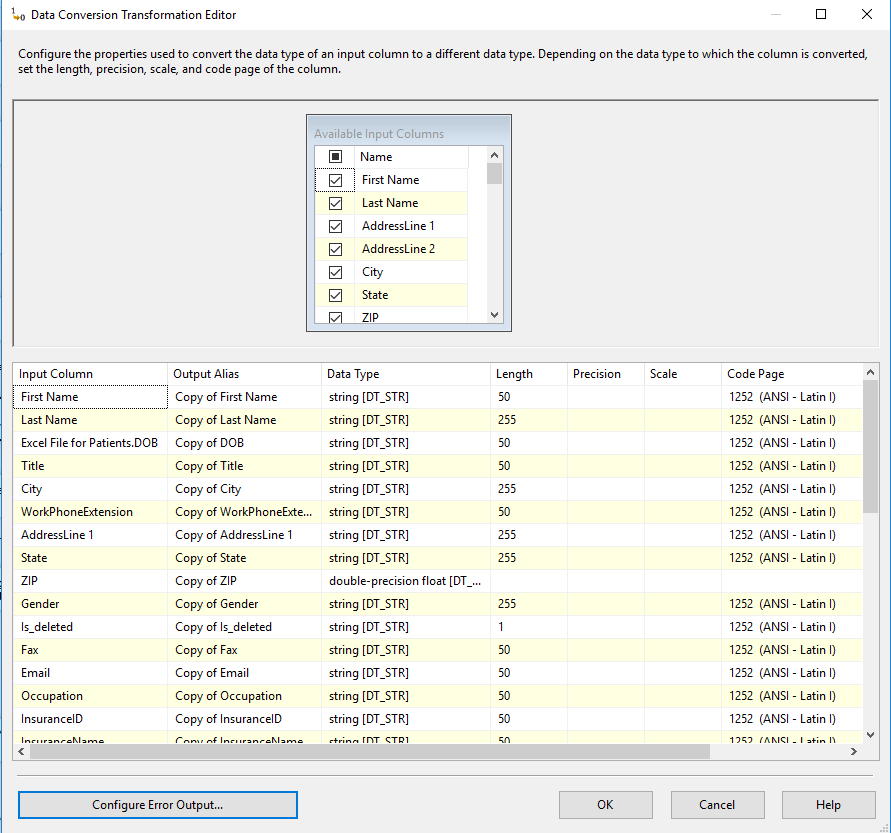 Data Conversion Transformation Editor
Configure the properties used to convert the data type of an input column to a different data type. Depending on the data type to which the column is converted,
set the length, precision, scale, and code page of the column.
Available Input Columns
Name
First Name
Last Name
AddressLine 1
AddressLine 2
City
State
ZIP
Input Column Output Alias Data Type Length Precision Scale Code Page
First Name Copy of First Name string [DT_STR] 50 1252 (ANSI - Latin I)
Last Name Copy of Last Name string [DT_STR] 255 1252 (ANSI - Latin I)
Excel File for Patients.DOB Copy of DOB string [DT_STR] 50 1252 (ANSI - Latin I)
Title Copy of Title string [DT_STR] 50 1252 (ANSI - Latin I)
City Copy of City string [DT_STR] 255 1252 (ANSI - Latin I)
WorkPhoneExtension Copy of WorkPhoneExte... string [DT_STR] 50 1252 (ANSI - Latin I)
AddressLine 1 Copy of AddressLine 1 string [DT_STR] 255 1252 (ANSI - Latin I)
State Copy of State string [DT_STR] 255 1252 (ANSI - Latin I)
ZIP Copy of ZIP double-precision float [DT_...
Gender Copy of Gender string [DT_STR] 255 1252 (ANSI - Latin I)
Is_deleted Copy of Is_deleted string [DT_STR] 1 1252 (ANSI - Latin I)
Fax Copy of Fax string [DT_STR] 50 1252 (ANSI - Latin I)
Email Copy of Email string [DT_STR] 50 1252 (ANSI - Latin I)
Occupation Copy of Occupation string [DT_STR] 50 1252 (ANSI - Latin I)
InsuranceID Copy of InsuranceID string [DT_STR] 50 1252 (ANSI - Latin I)
InsuranceName Copy of InsuranceName string [DT_STR] 50 1252 (ANSI - Latin I)
Configure Error Output... OK Cancel Help